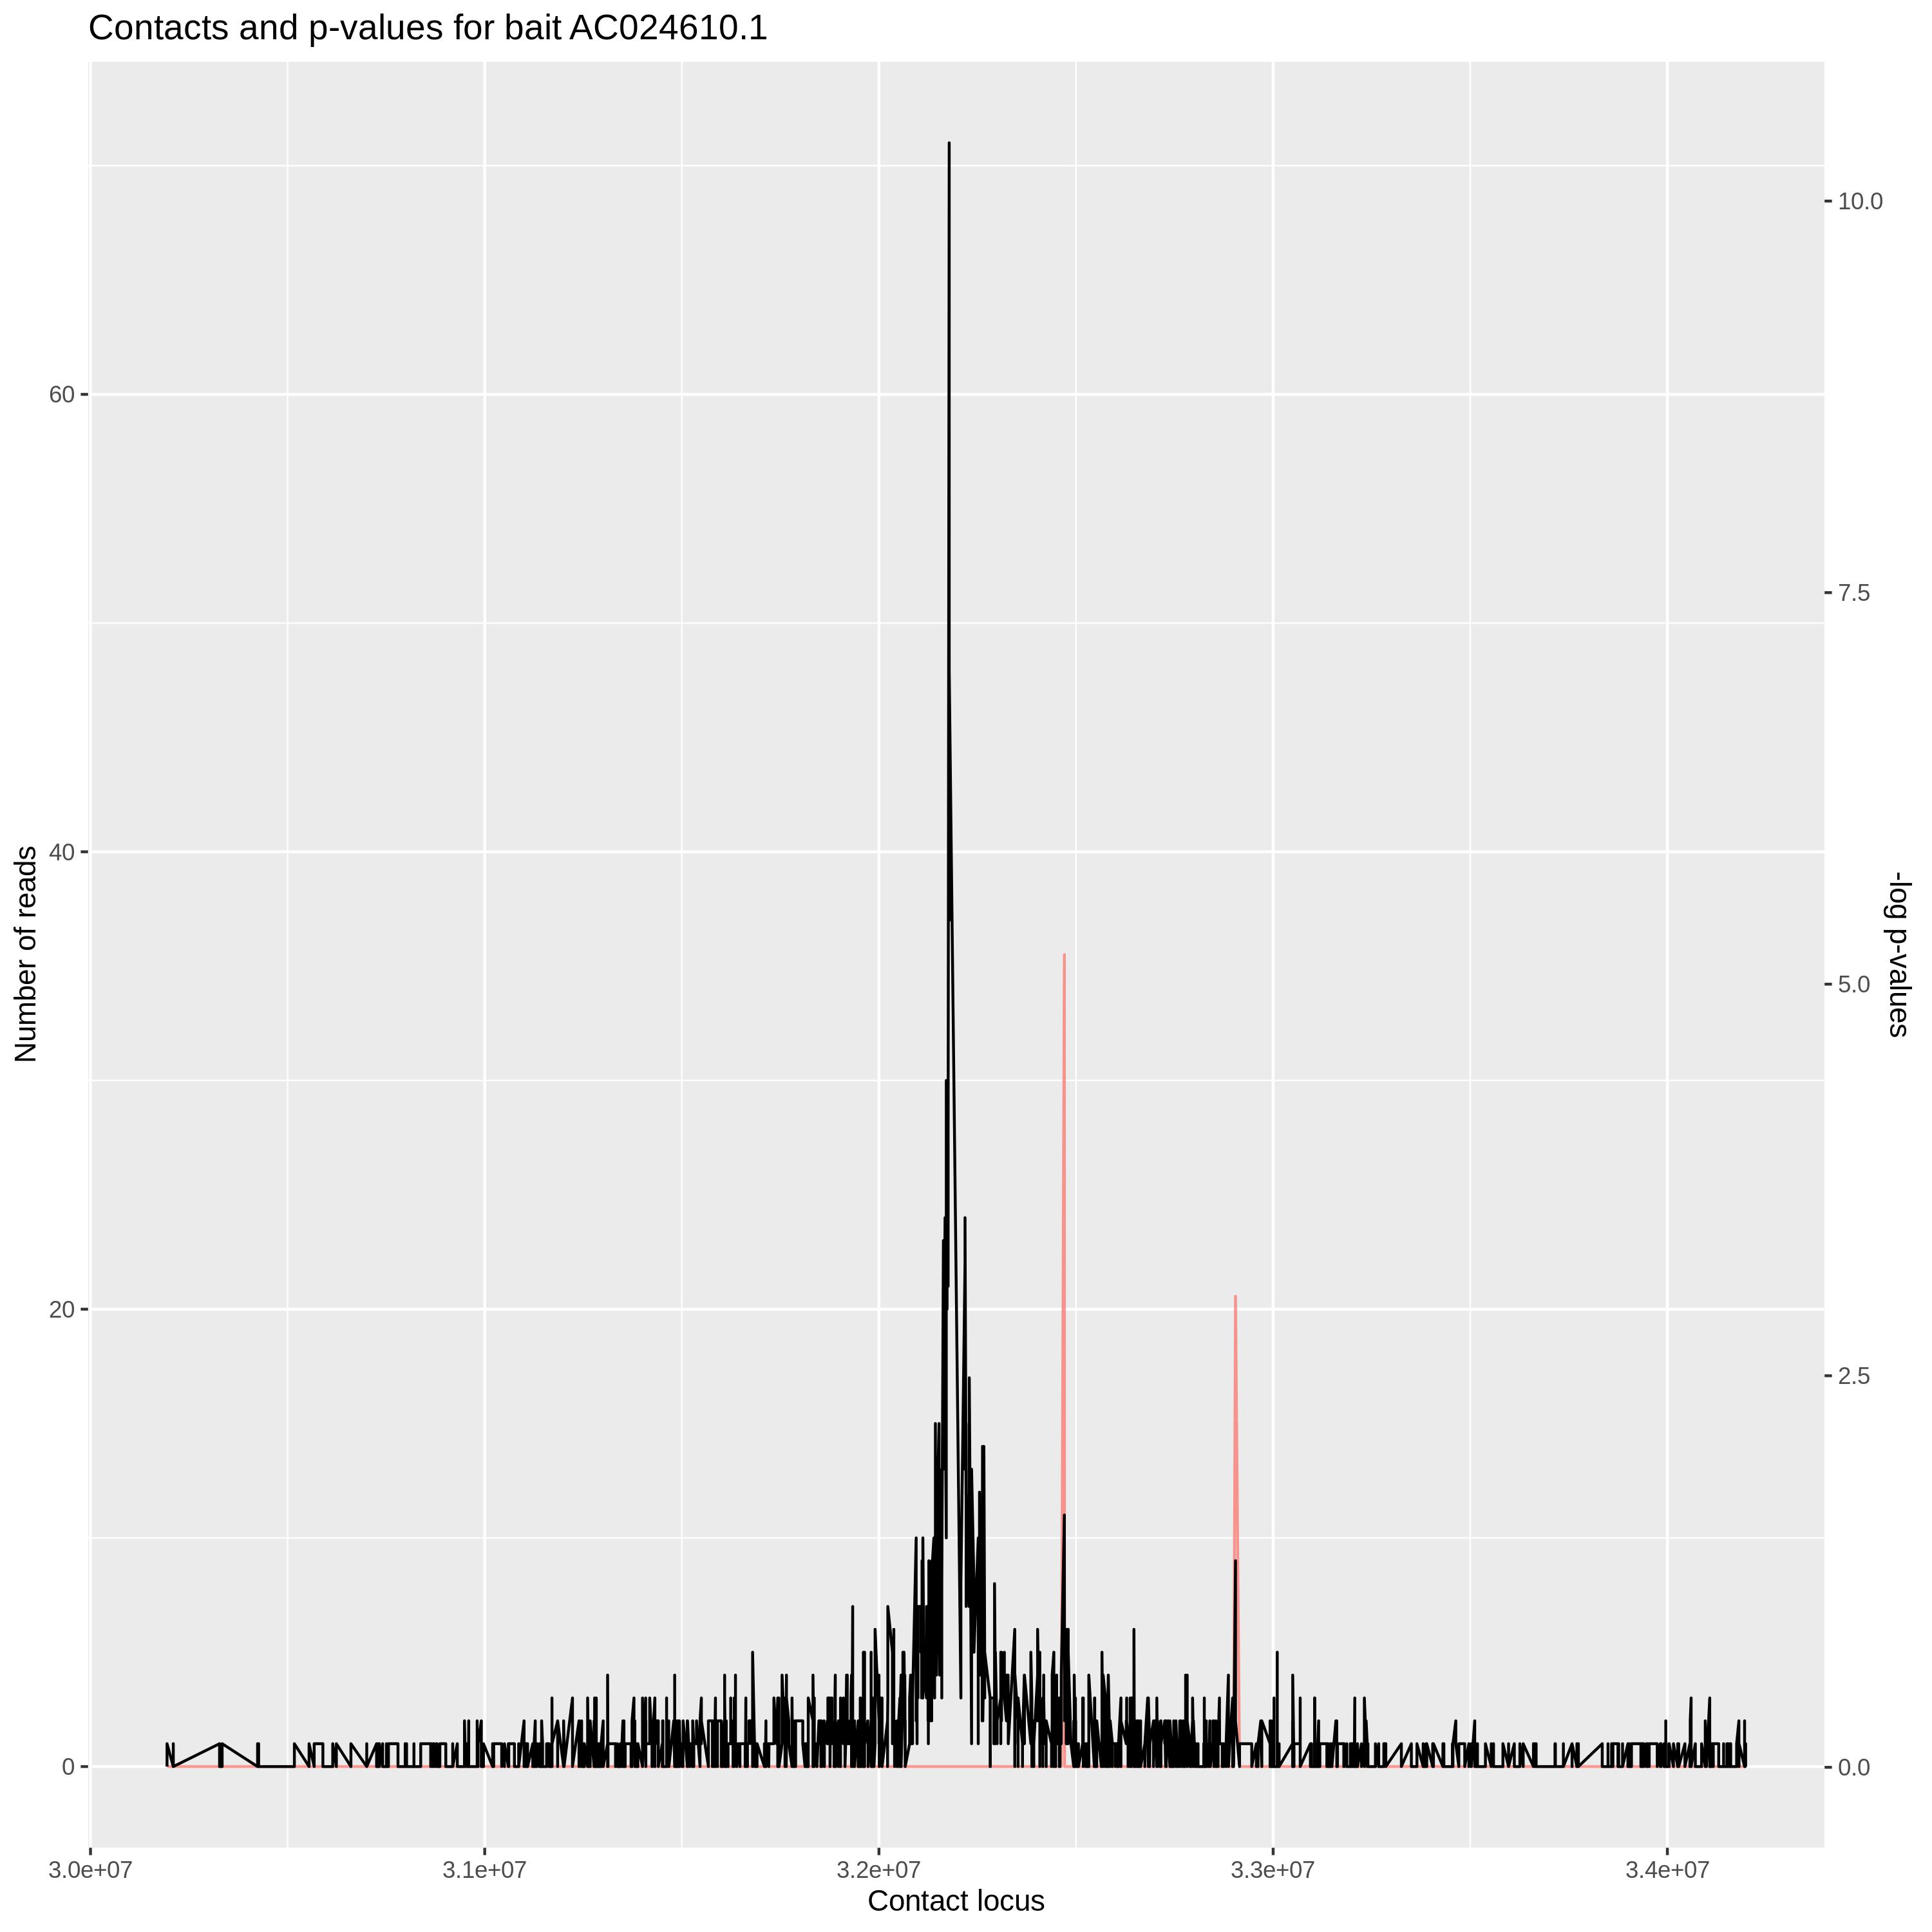 Contacts and p-values for bait AC024610.1
Number of reads
60
40
20
0
10.0
7.5
5.0
2.5
0.0
-log p-values
3.0e+07
3.1e+07
3.2e+07
3.3e+07
3.4e+07
Contact locus